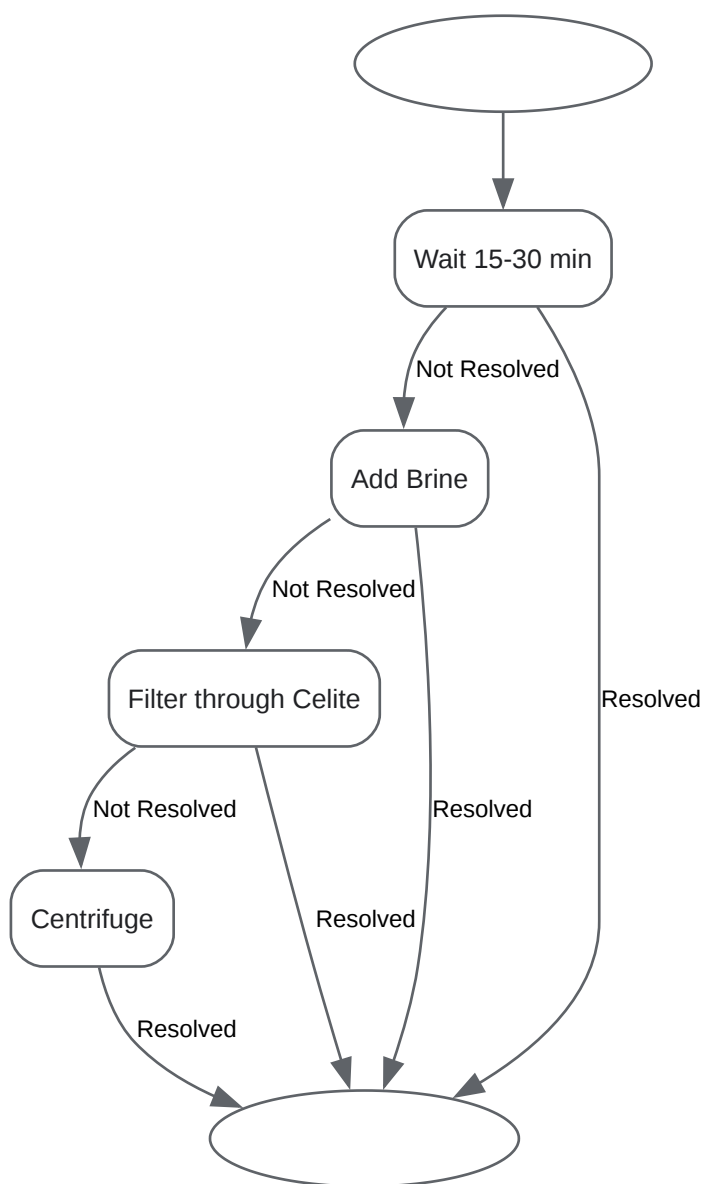 Wait 15-30 min
Not Resolved
Add Brine
Not Resolved
Filter through Celite
Resolved
Not Resolved
Resolved
Centrifuge
Resolved
Resolved